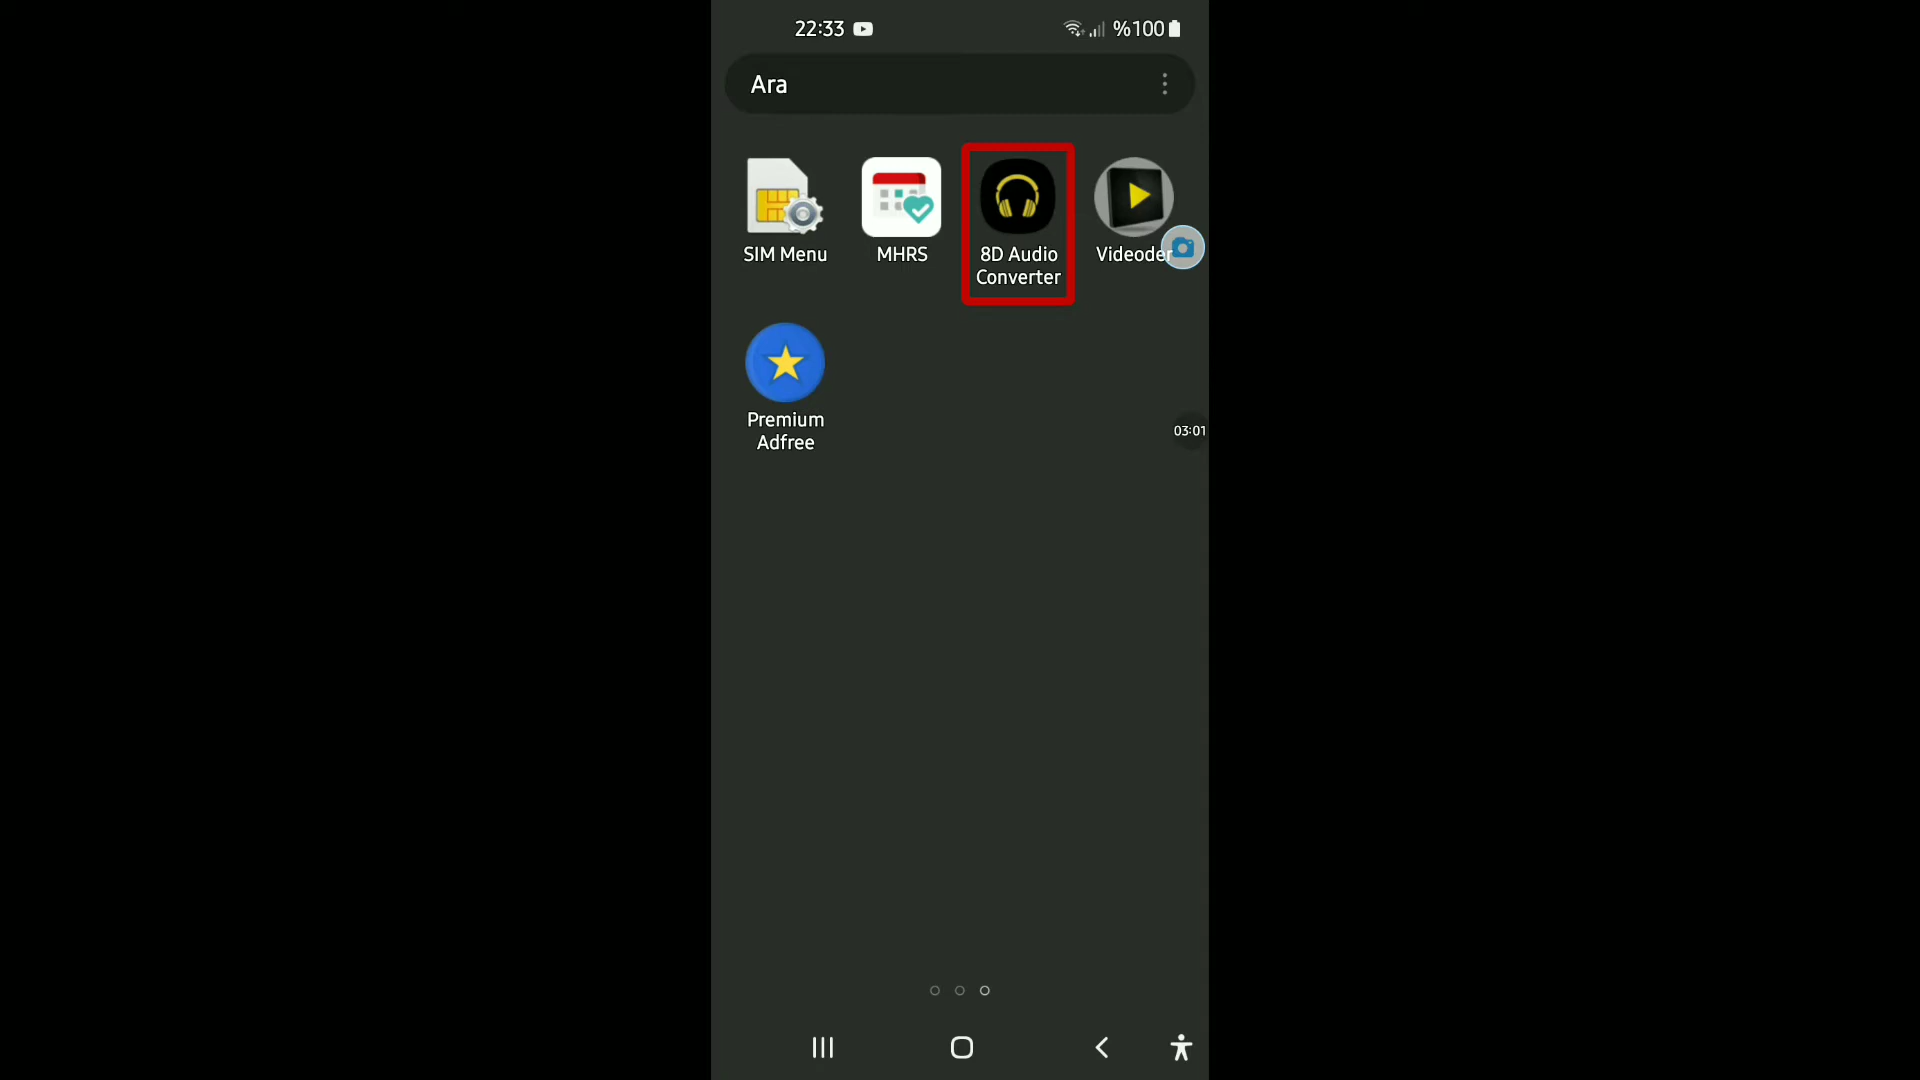 22:33 %100
Ara
SIM Menu
MHRS
8D Audio
Converter
Videoder
Premium
Adfree
03:01